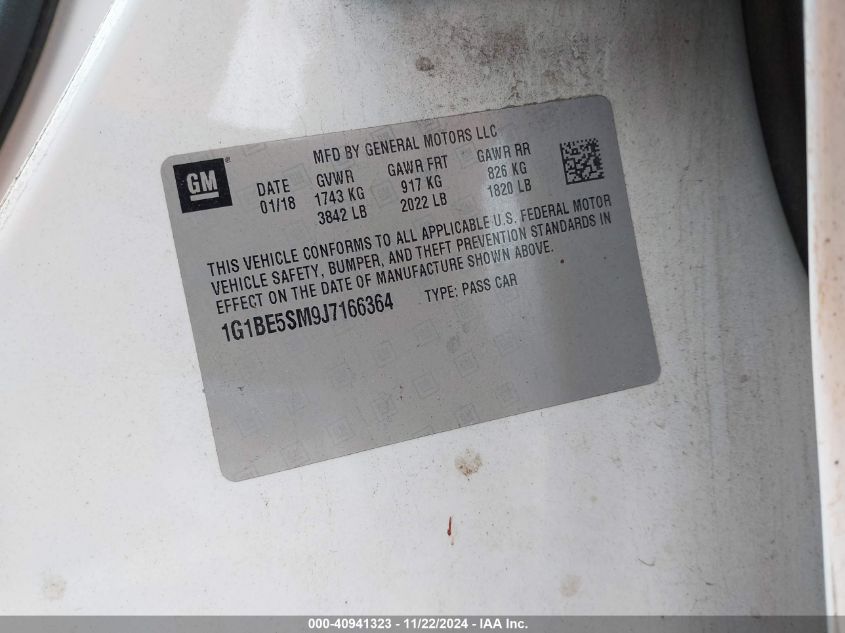 MFD BY GENERAL MOTORS LLC
GM®
DATE GVWR GAWR FRT GAWR RR
01/18 1743 KG 917 KG 826 KG
3842 LB 2022 LB 1820 LB
THIS VEHICLE CONFORMS TO ALL APPLICABLE U.S. FEDERAL MOTOR
VEHICLE SAFETY, BUMPER, AND THEFT PREVENTION STANDARDS IN
EFFECT ON THE DATE OF MANUFACTURE SHOWN ABOVE.
1G1BE5SM9J7166364 TYPE: PASS CAR
000-40941323 - 11/22/2024 - IAA Inc.